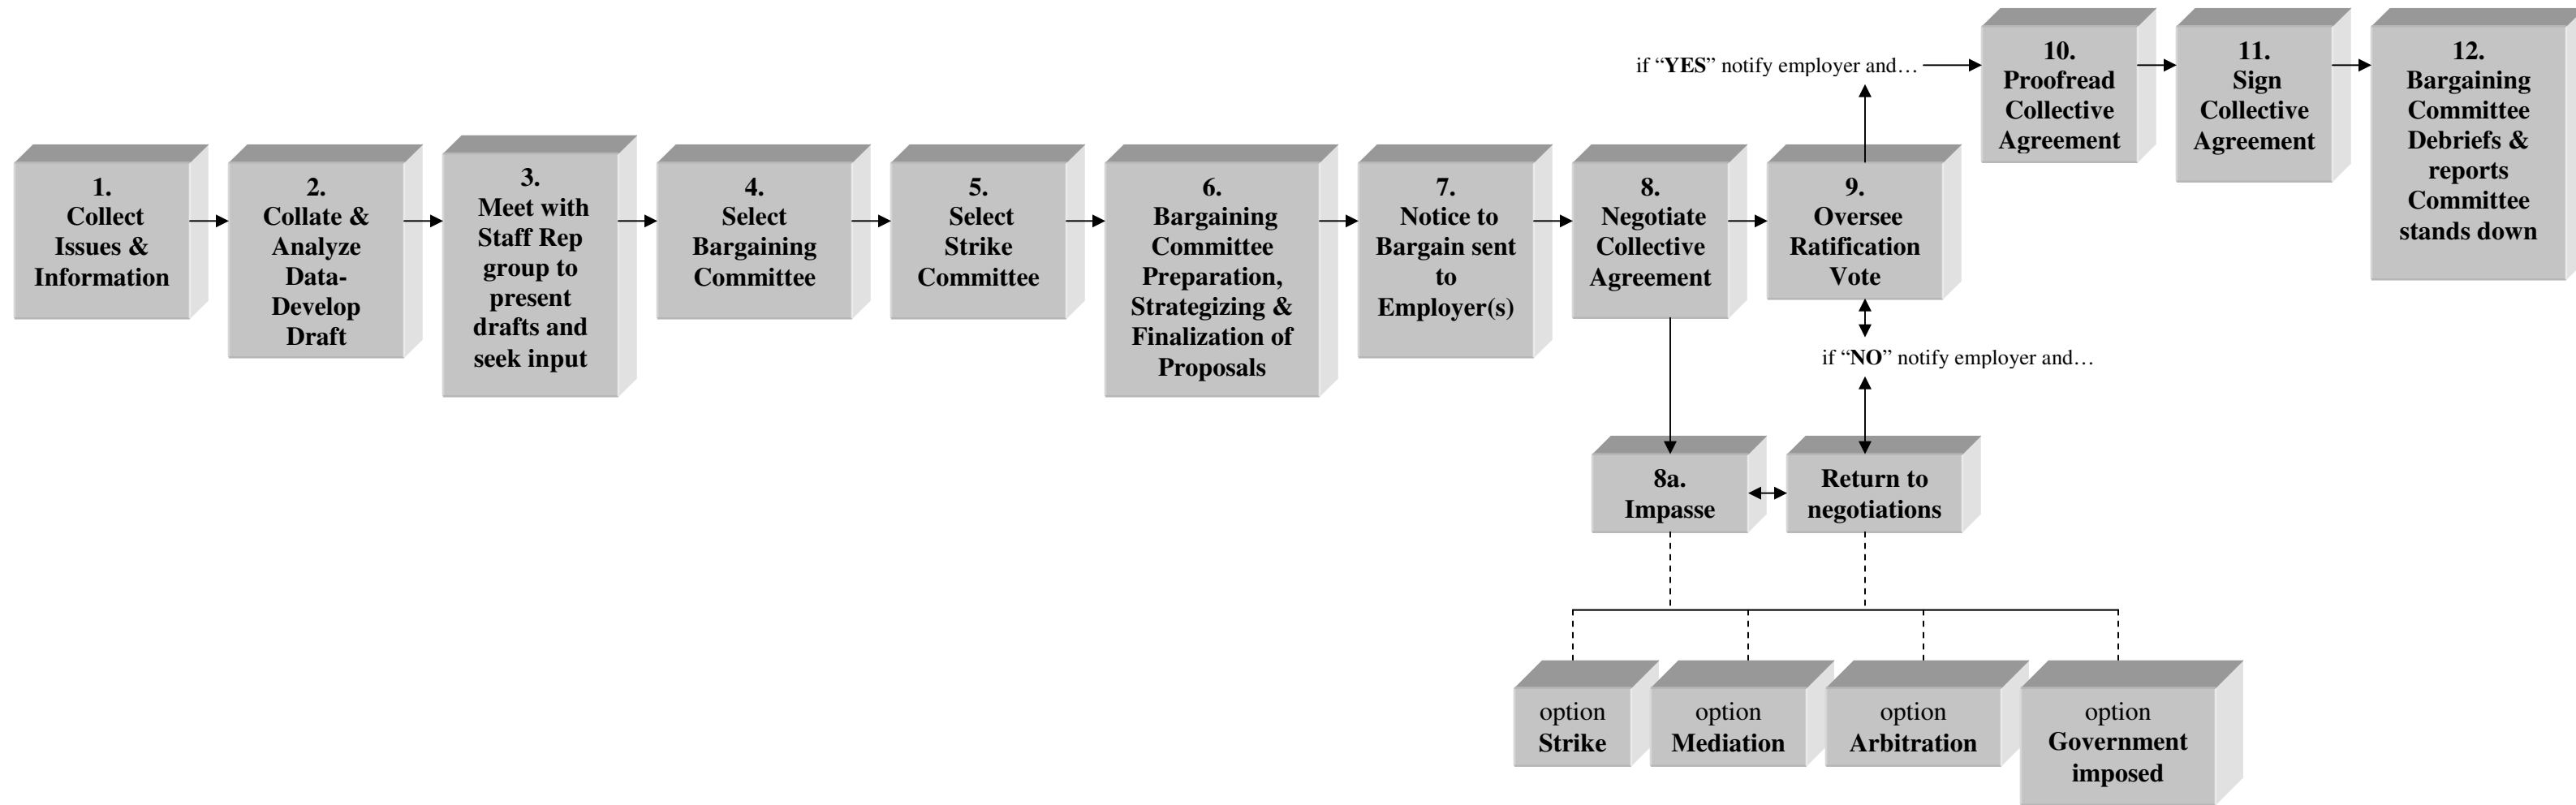 1.
Collect
Issues &
Information
2.
Collate &
Analyze
Data-
Develop
Draft
3.
Meet with
Staff Rep
group to
present
drafts and
seek input
4.
Select
Bargaining
Committee
5.
Select
Strike
Committee
6.
Bargaining
Committee
Preparation,
Strategizing &
Finalization of
Proposals
7.
Notice to
Bargain sent
to
Employer(s)
8.
Negotiate
Collective
Agreement
9.
Oversee
Ratification
Vote
if “YES” notify employer and…
10.
Proofread
Collective
Agreement
11.
Sign
Collective
Agreement
12.
Bargaining
Committee
Debriefs &
reports
Committee
stands down
if “NO” notify employer and…
8a.
Impasse
Return to
negotiations
option
Strike
option
Mediation
option
Arbitration
option
Government
imposed